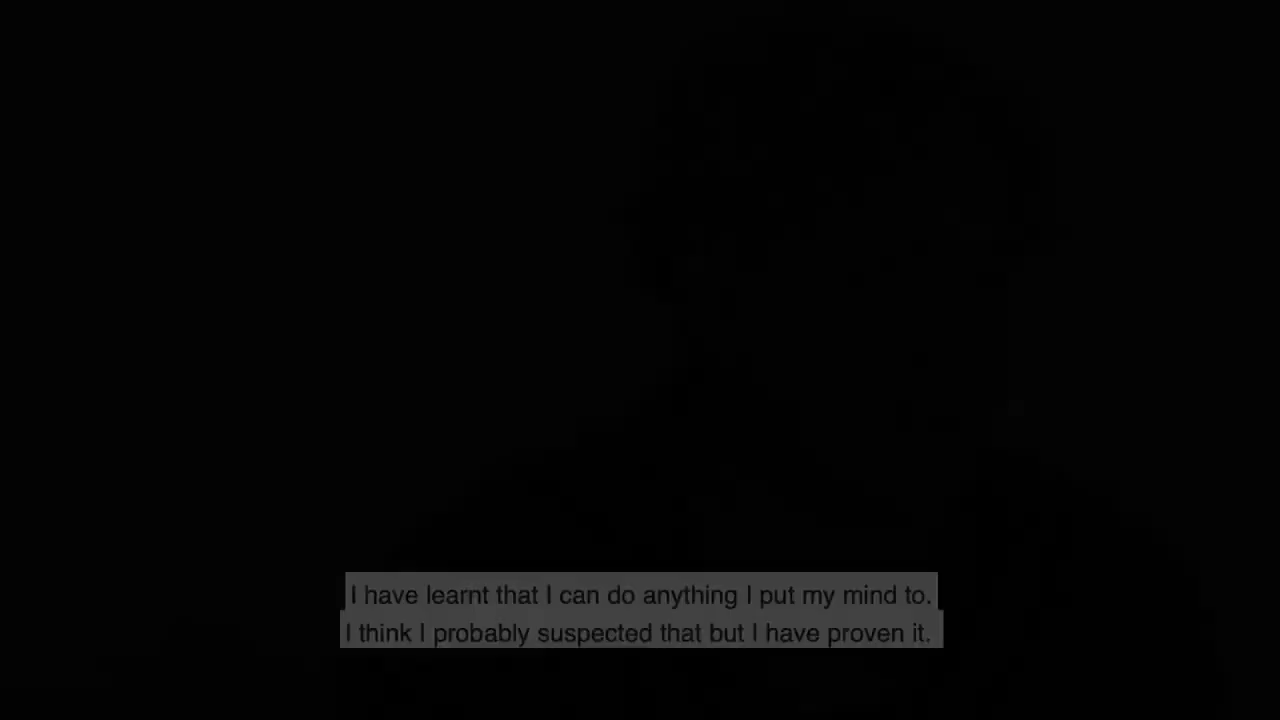 I have learnt that I can do anything I put my mind to.
I think I probably suspected that but I have proven it.